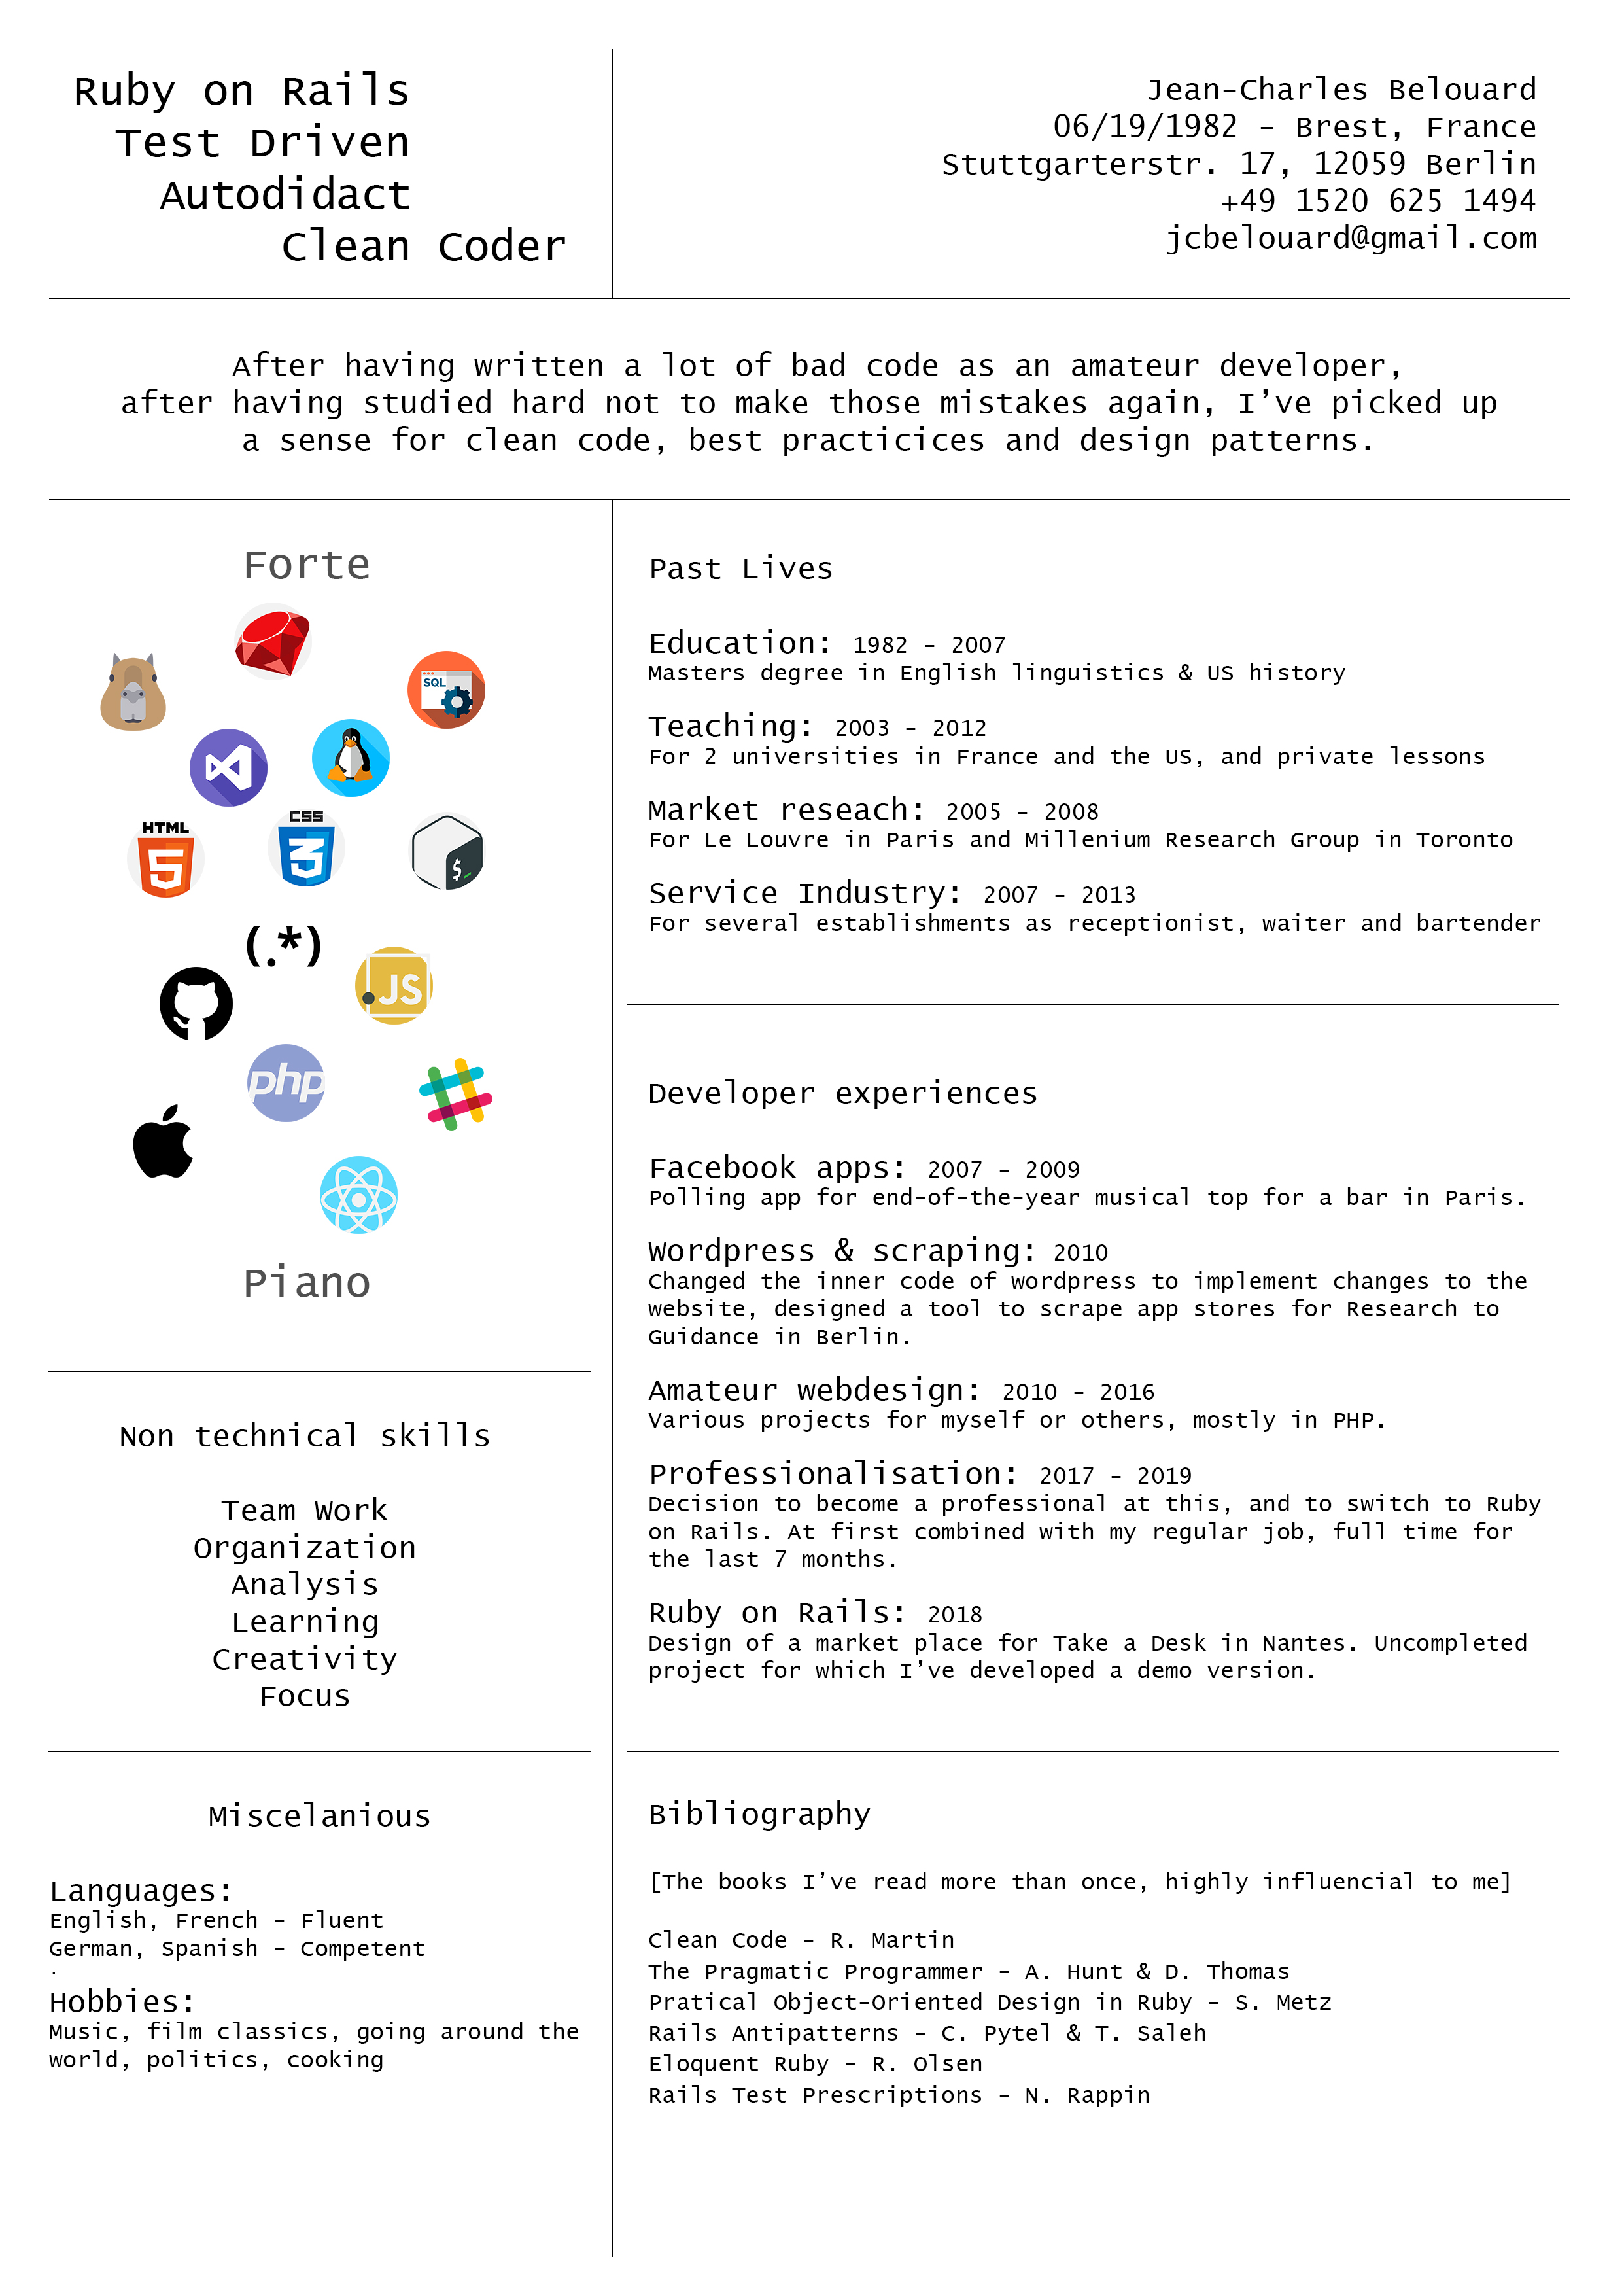 Ruby on Rails
Test Driven
Autodidact
Clean Coder
Jean-Charles Belouard
06/19/1982 - Brest, France
Stuttgarterstr. 17, 12059 Berlin
+49 1520 625 1494
jcbelouard@gmail.com
After having written a lot of bad code as an amateur developer,
after having studied hard not to make those mistakes again, I’ve picked up
a sense for clean code, best practicices and design patterns.
Forte
SQL
HTML
5
CSS
3
$_
(.*)
JS
php
Piano
Non technical skills
Team Work
Organization
Analysis
Learning
Creativity
Focus
Miscelanious
Languages:
English, French - Fluent
German, Spanish - Competent
.
Hobbies:
Music, film classics, going around the
world, politics, cooking
Past Lives
Education: 1982 - 2007
Masters degree in English linguistics & US history
Teaching: 2003 - 2012
For 2 universities in France and the US, and private lessons
Market reseach: 2005 - 2008
For Le Louvre in Paris and Millenium Research Group in Toronto
Service Industry: 2007 - 2013
For several establishments as receptionist, waiter and bartender
Developer experiences
Facebook apps: 2007 - 2009
Polling app for end-of-the-year musical top for a bar in Paris.
Wordpress & scraping: 2010
Changed the inner code of wordpress to implement changes to the
website, designed a tool to scrape app stores for Research to
Guidance in Berlin.
Amateur webdesign: 2010 - 2016
Various projects for myself or others, mostly in PHP.
Professionalisation: 2017 - 2019
Decision to become a professional at this, and to switch to Ruby
on Rails. At first combined with my regular job, full time for
the last 7 months.
Ruby on Rails: 2018
Design of a market place for Take a Desk in Nantes. Uncompleted
project for which I’ve developed a demo version.
Bibliography
[The books I’ve read more than once, highly influencial to me]
Clean Code - R. Martin
The Pragmatic Programmer - A. Hunt & D. Thomas
Pratical Object-Oriented Design in Ruby - S. Metz
Rails Antipatterns - C. Pytel & T. Saleh
Eloquent Ruby - R. Olsen
Rails Test Prescriptions - N. Rappin